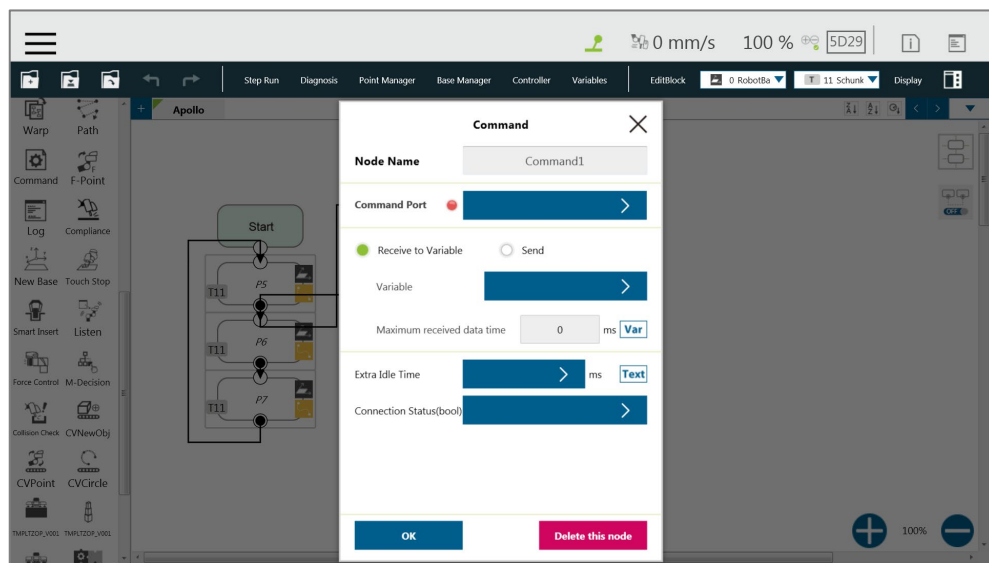 0 mm/s 100 % 5D29
Step Run Diagnosis Point Manager Base Manager Controller Variables EditBlock 0 RobotBa T 11 Schunk Display
+ Apollo
Warp Path
Command F-Point
Log Compliance
New Base Touch Stop
Smart Insert Listen
Force Control M-Decision
Collision Check CVNewObj
CVPoint CVCircle
TMPLTZOP_V001 TMPLTZOP_V001
Start
T11 P5
T11 P6
T11 P7
Command
Node Name Command1
Command Port
Receive to Variable Send
Variable
Maximum received data time 0 ms Var
Extra Idle Time ms Text
Connection Status(bool)
OK Delete this node
OFF
100%